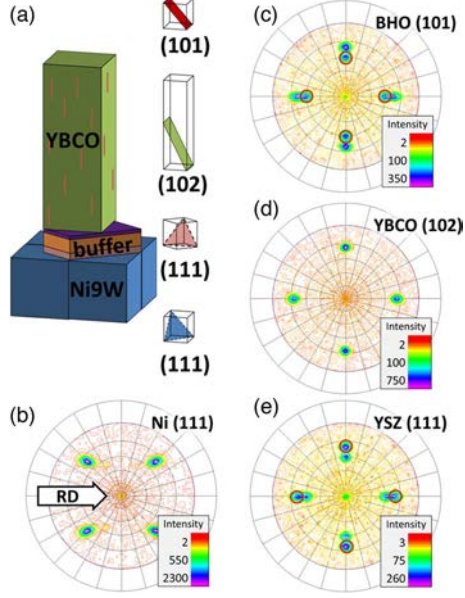 (a)
(101)
YBCO
(102)
buffer
(111)
Ni9W
(111)
(b)
Ni (111)
RD
Intensity
2
550
2300
(c)
BHO (101)
Intensity
2
100
350
(d)
YBCO (102)
Intensity
2
100
750
(e)
YSZ (111)
Intensity
3
75
260